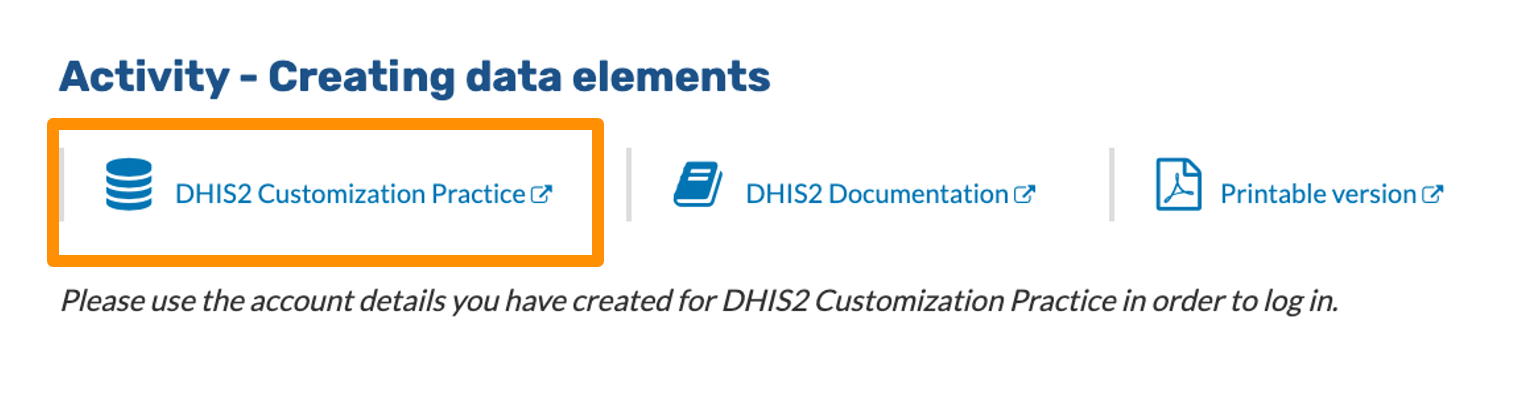 Activity - Creating data elements
DHIS2 Customization Practice
DHIS2 Documentation
Printable version
Please use the account details you have created for DHIS2 Customization Practice in order to log in.